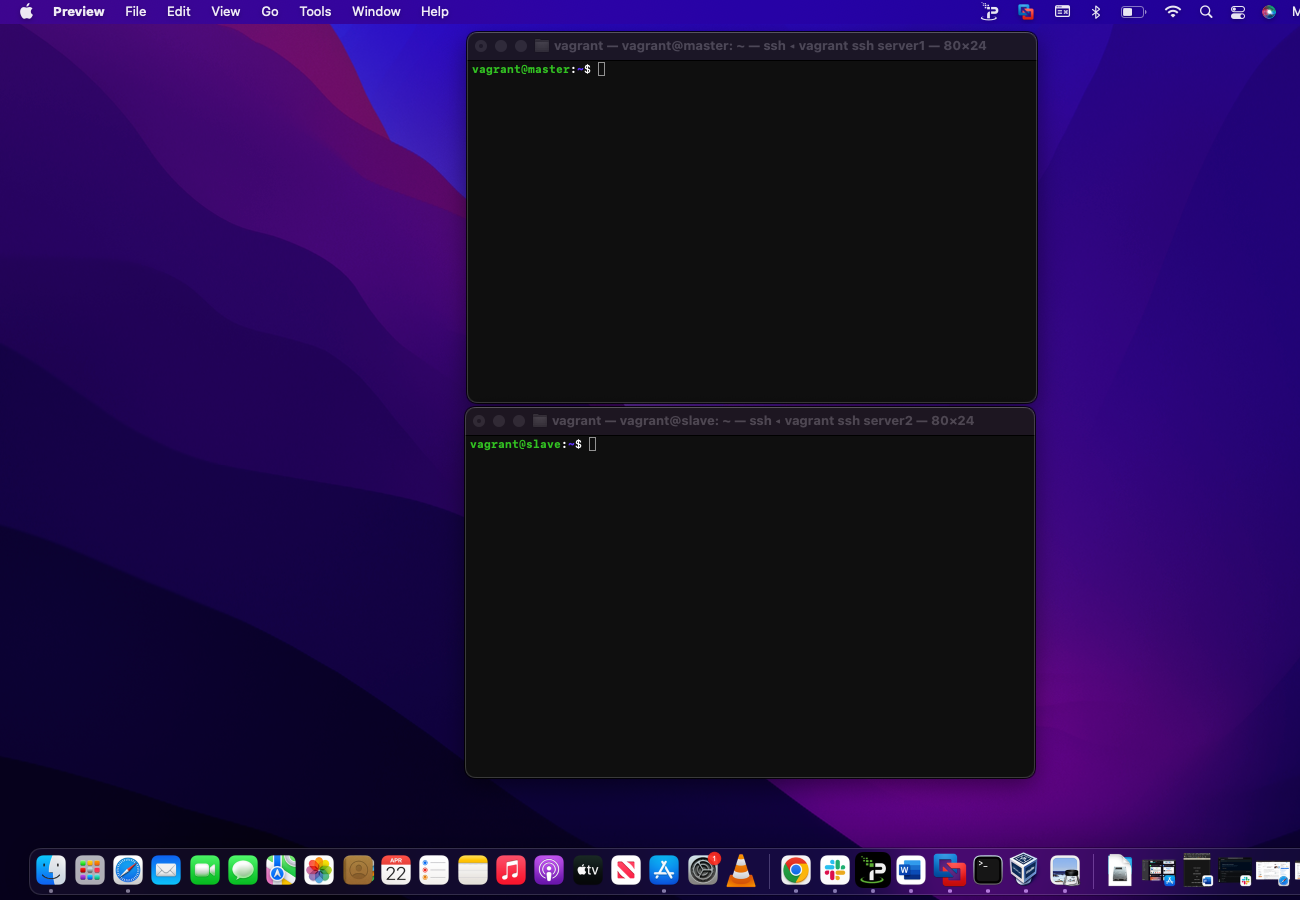 Preview File Edit View Go Tools Window Help
vagrant — vagrant@master: ~ — ssh ◂ vagrant ssh server1 — 80×24
vagrant@master:~$
vagrant — vagrant@slave: ~ — ssh ◂ vagrant ssh server2 — 80×24
vagrant@slave:~$
APR
22
tv
1